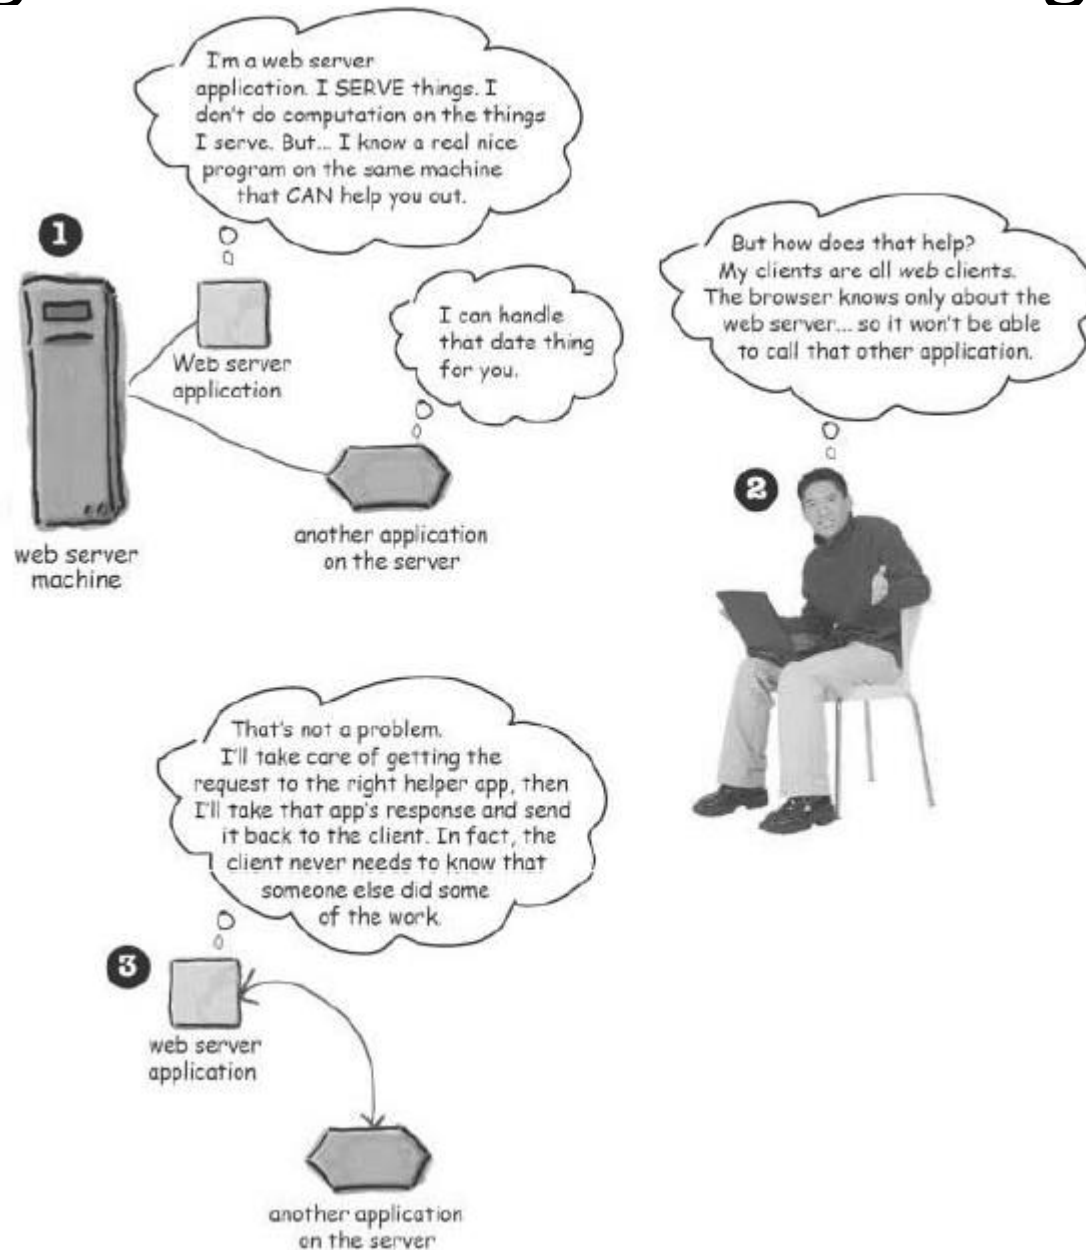 I'm a web server
application. I SERVE things. I
don't do computation on the things
I serve. But... I know a real nice
program on the same machine
that CAN help you out.
1
I can handle
that date thing
for you.
Web server
application
another application
on the server
web server
machine
But how does that help?
My clients are all web clients.
The browser knows only about the
web server... so it won't be able
to call that other application.
2
That's not a problem.
I'll take care of getting the
request to the right helper app, then
I'll take that app's response and send
it back to the client. In fact, the
client never needs to know that
someone else did some
of the work.
3
web server
application
another application
on the server